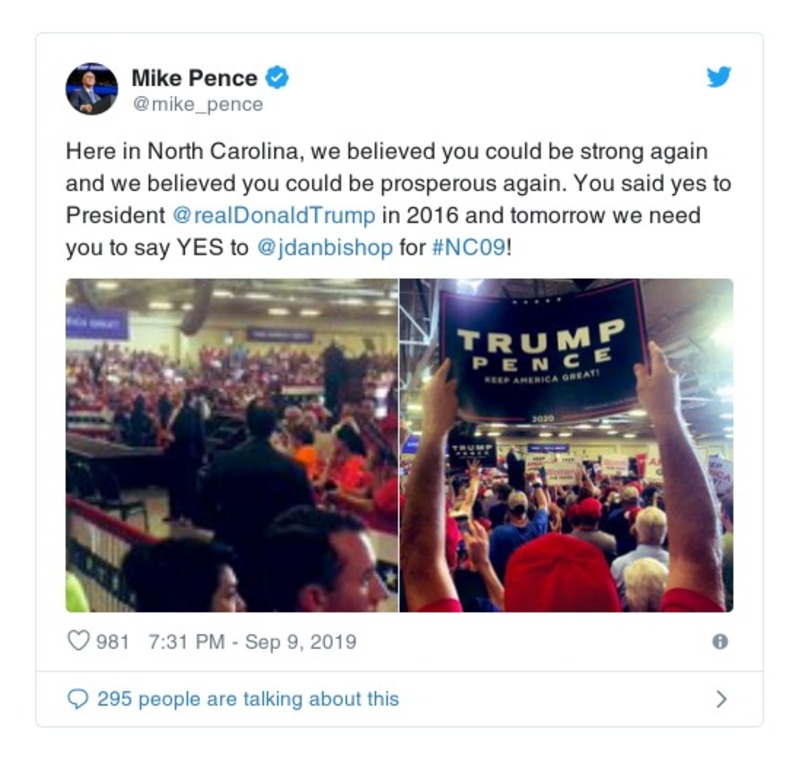 Mike Pence
@mike_pence
Here in North Carolina, we believed you could be strong again
and we believed you could be prosperous again. You said yes to
President @realDonaldTrump in 2016 and tomorrow we need
you to say YES to @jdanbishop for #NC09!
TRUMP
PENCE
KEEP AMERICA GREAT!
2020
TRUMP
PENCE
981 7:31 PM - Sep 9, 2019
295 people are talking about this